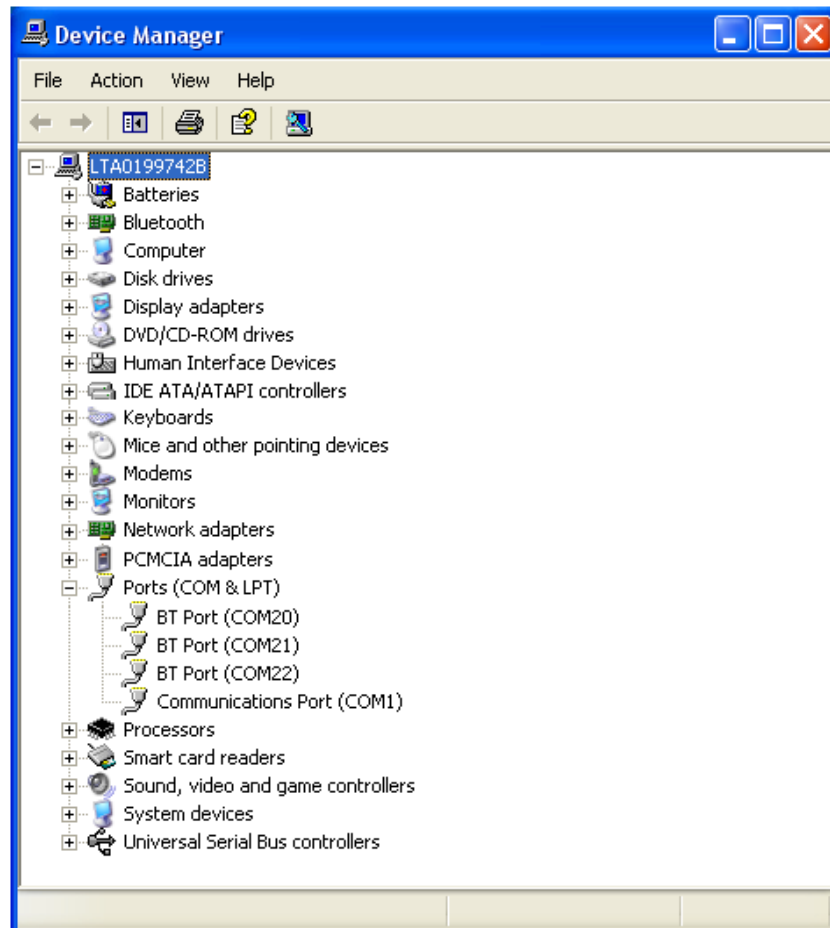 Device Manager
File Action View Help
LTA0199742B
Batteries
Bluetooth
Computer
Disk drives
Display adapters
DVD/CD-ROM drives
Human Interface Devices
IDE ATA/ATAPI controllers
Keyboards
Mice and other pointing devices
Modems
Monitors
Network adapters
PCMCIA adapters
Ports (COM & LPT)
BT Port (COM20)
BT Port (COM21)
BT Port (COM22)
Communications Port (COM1)
Processors
Smart card readers
Sound, video and game controllers
System devices
Universal Serial Bus controllers